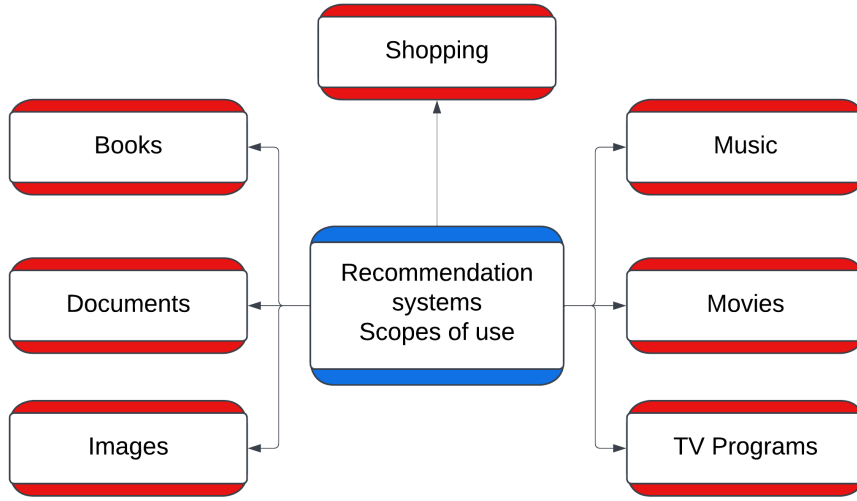 Shopping
Books
Music
Recommendation
systems
Scopes of use
Documents
Movies
Images
TV Programs